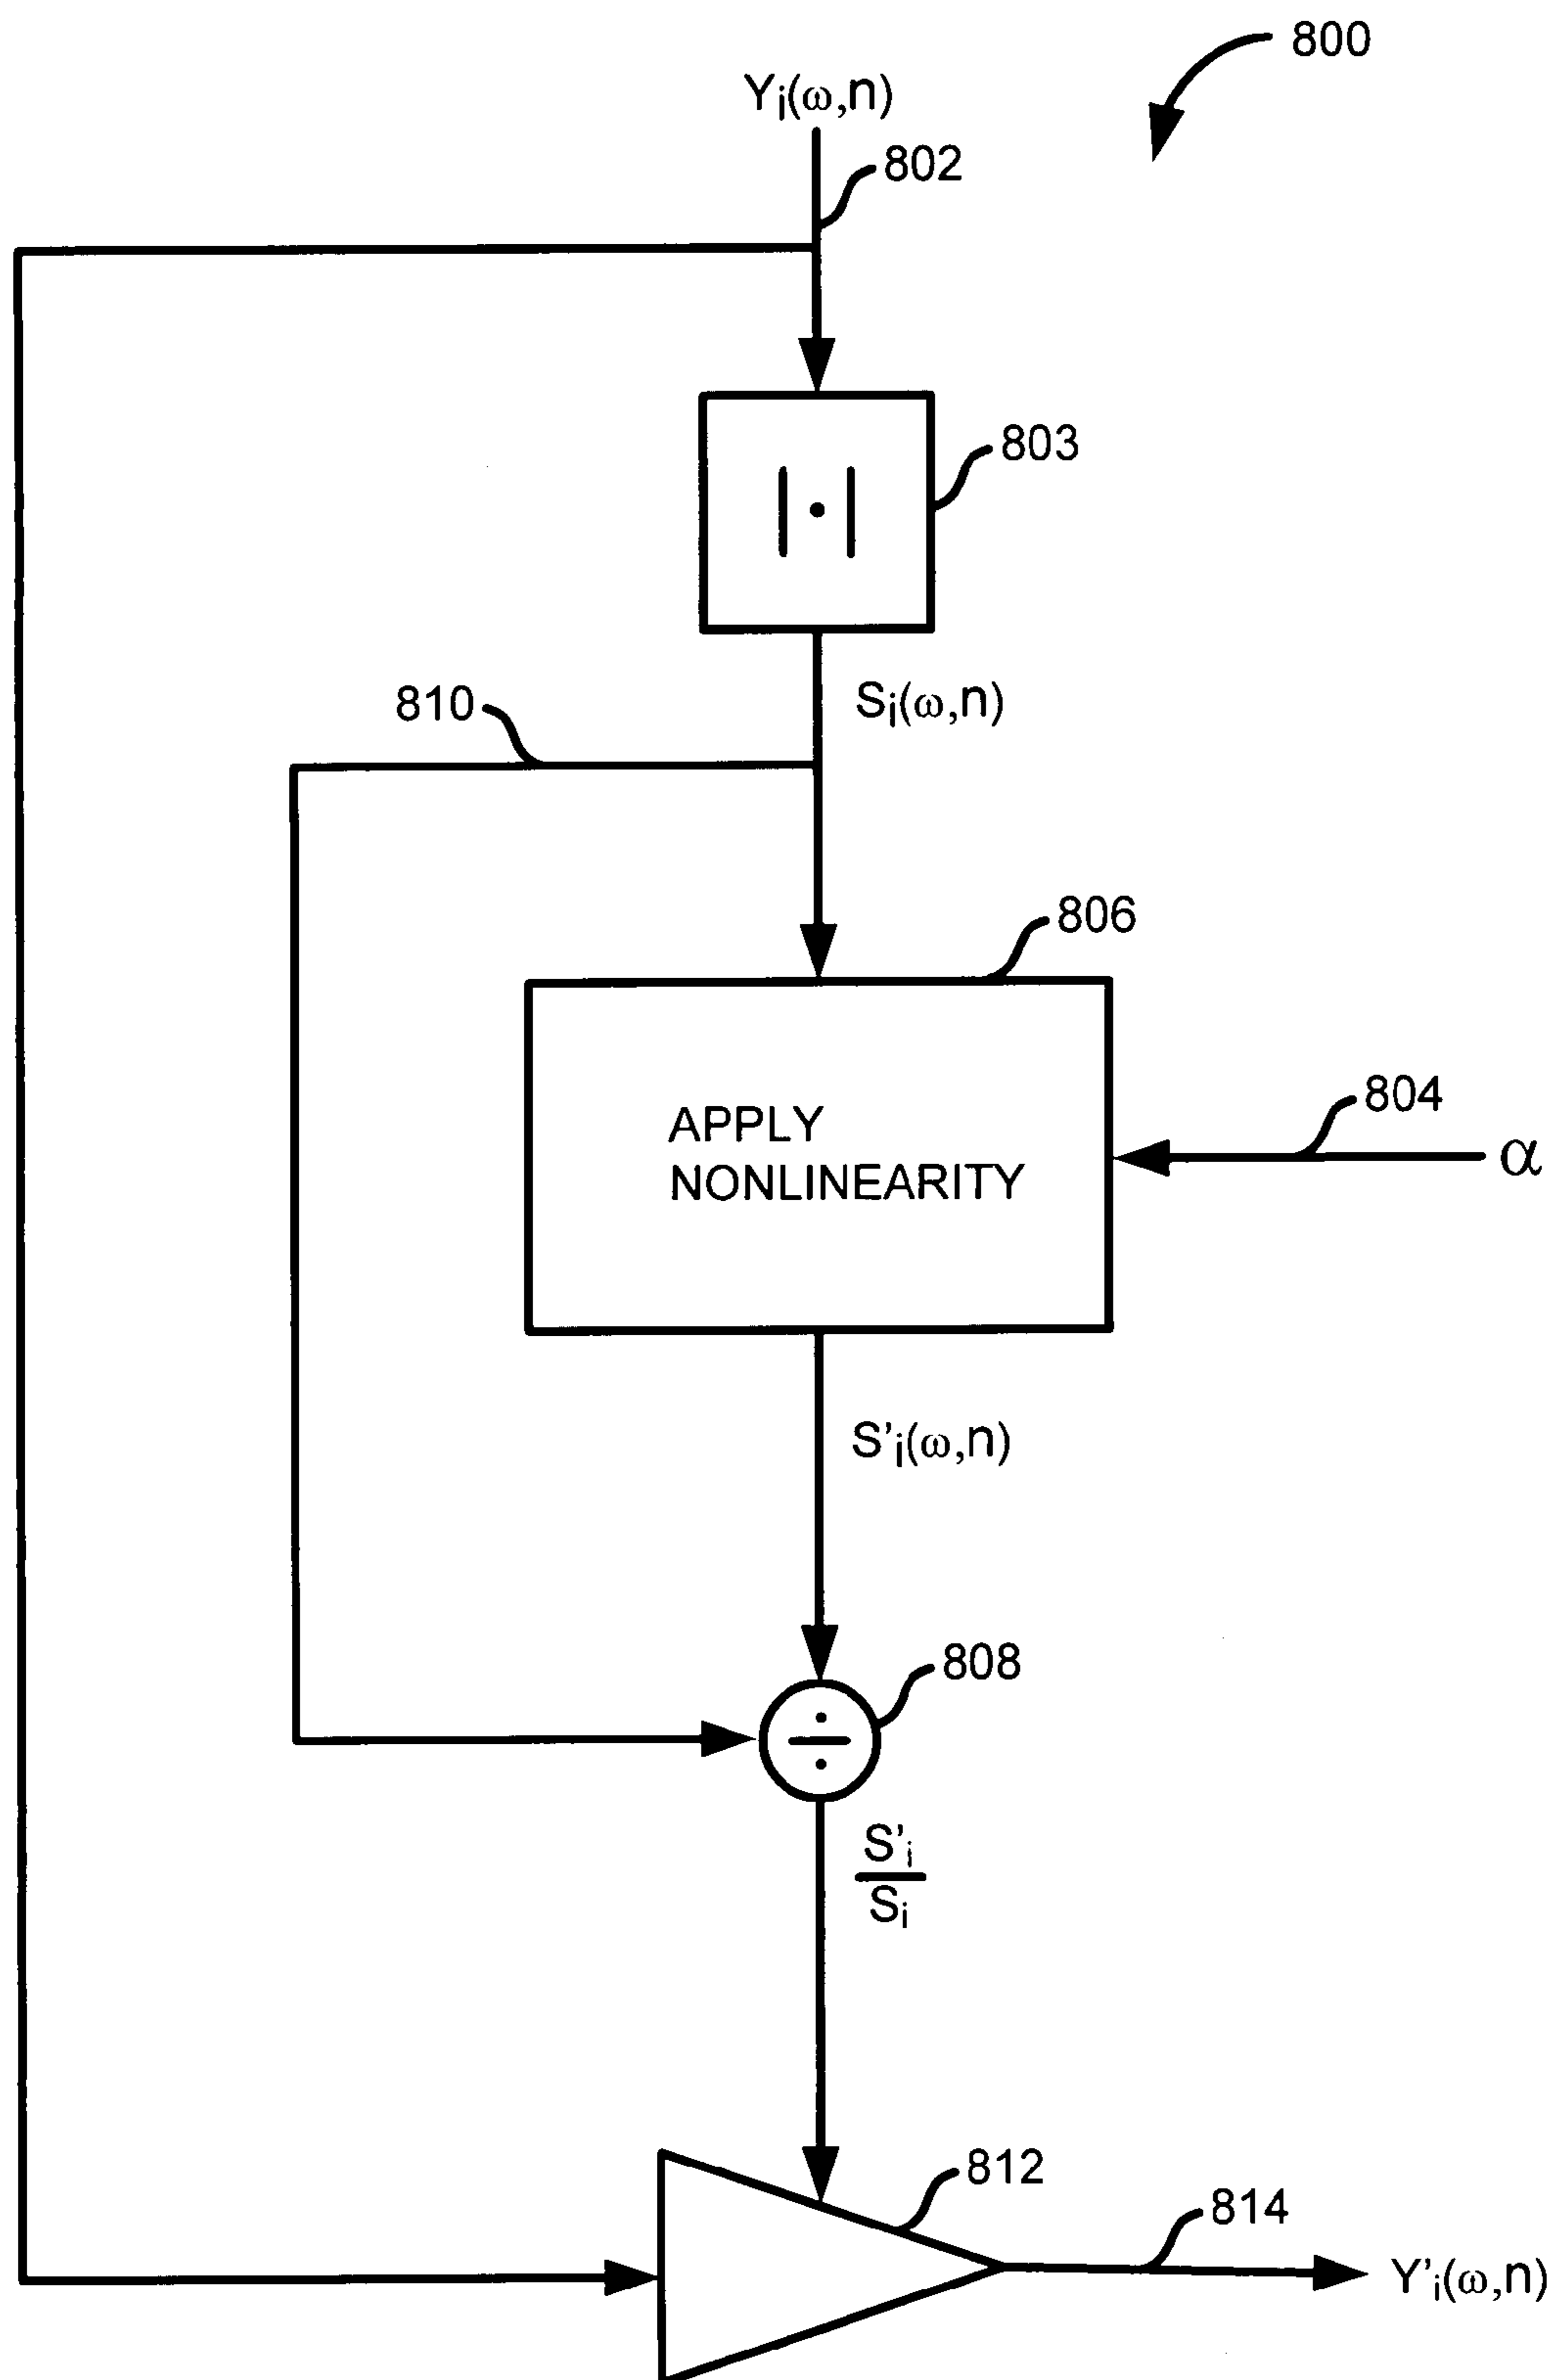 800
Yi(ω,n)
802
803
|·|
810
Si(ω,n)
806
804
APPLY
NONLINEARITY
α
S'i(ω,n)
808
÷
S'i
Si
812
814
Y'i(ω,n)